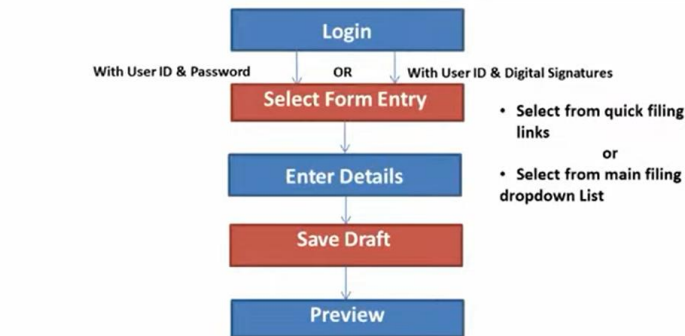 Login
With User ID & Password
OR
With User ID & Digital Signatures
Select Form Entry
• Select from quick filing
links
or
• Select from main filing
dropdown List
Enter Details
Save Draft
Preview